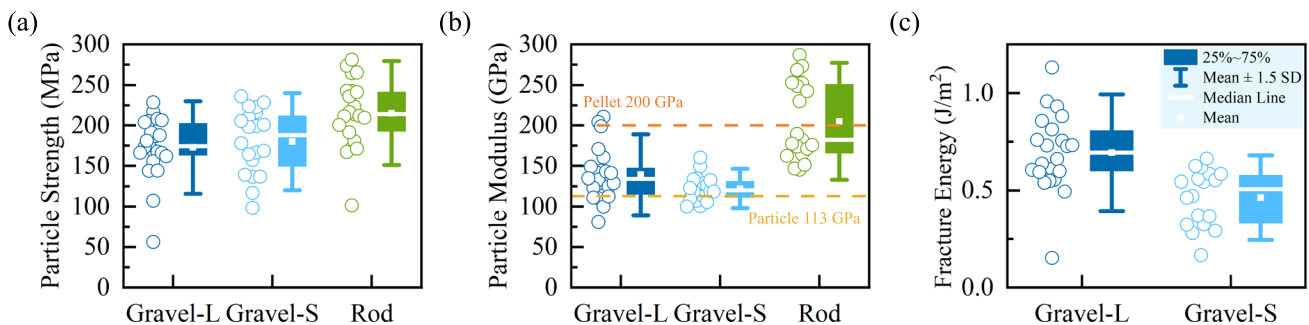 (a)
Particle Strength (MPa)
300
250
200
150
100
50
0
Gravel-L Gravel-S Rod
(b)
Particle Modulus (GPa)
300
250
200
150
100
50
0
Pellet 200 GPa
Particle 113 GPa
Gravel-L Gravel-S Rod
(c)
Fracture Energy (J/m²)
1.0
0.5
0.0
25%~75%
Mean ± 1.5 SD
Median Line
Mean
Gravel-L Gravel-S